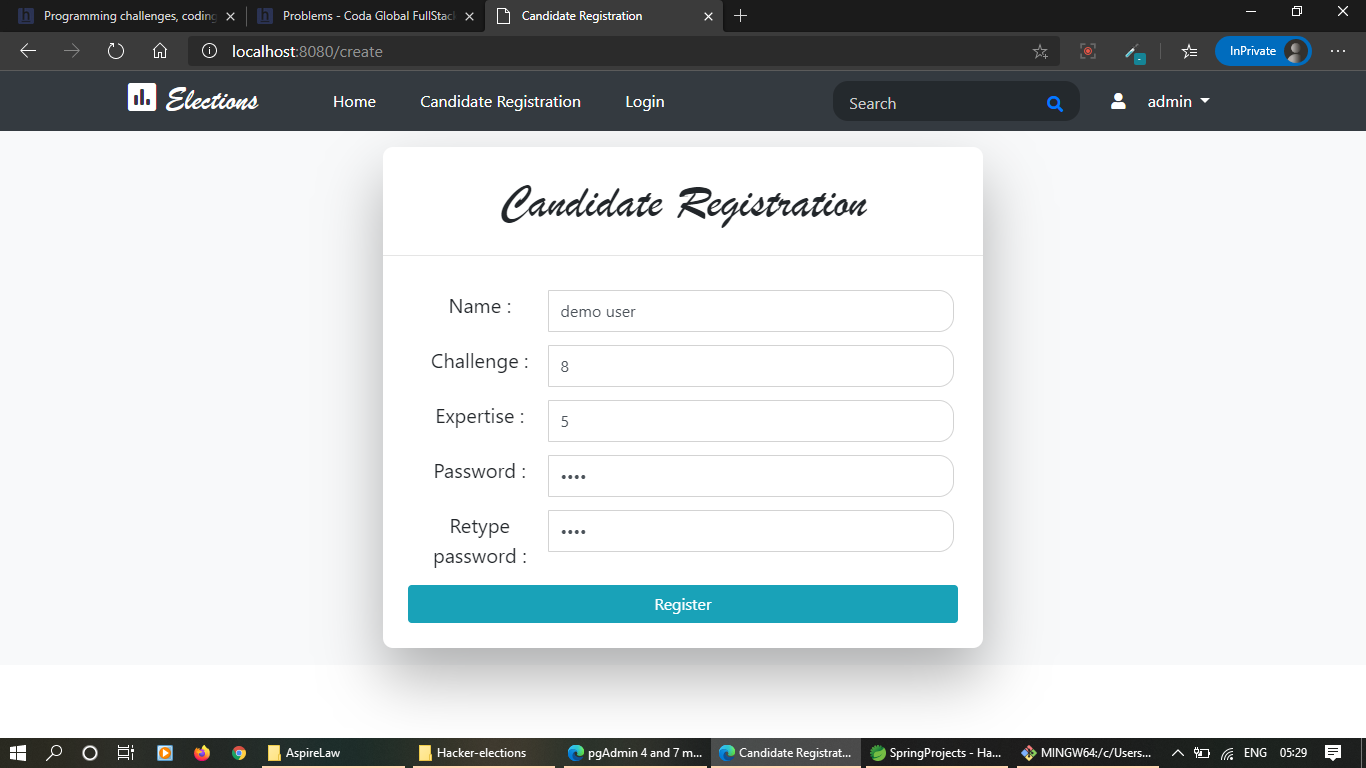 Programming challenges, coding
Problems - Coda Global FullStack
Candidate Registration
localhost:8080/create
InPrivate
Elections
Home
Candidate Registration
Login
Search
admin
Candidate Registration
Name :
demo user
Challenge :
8
Expertise :
5
Password :
••••
Retype
password :
••••
Register
AspireLaw
Hacker-elections
pgAdmin 4 and 7 m...
Candidate Registrat...
SpringProjects - Ha...
MINGW64:/c/Users...
ENG
05:29